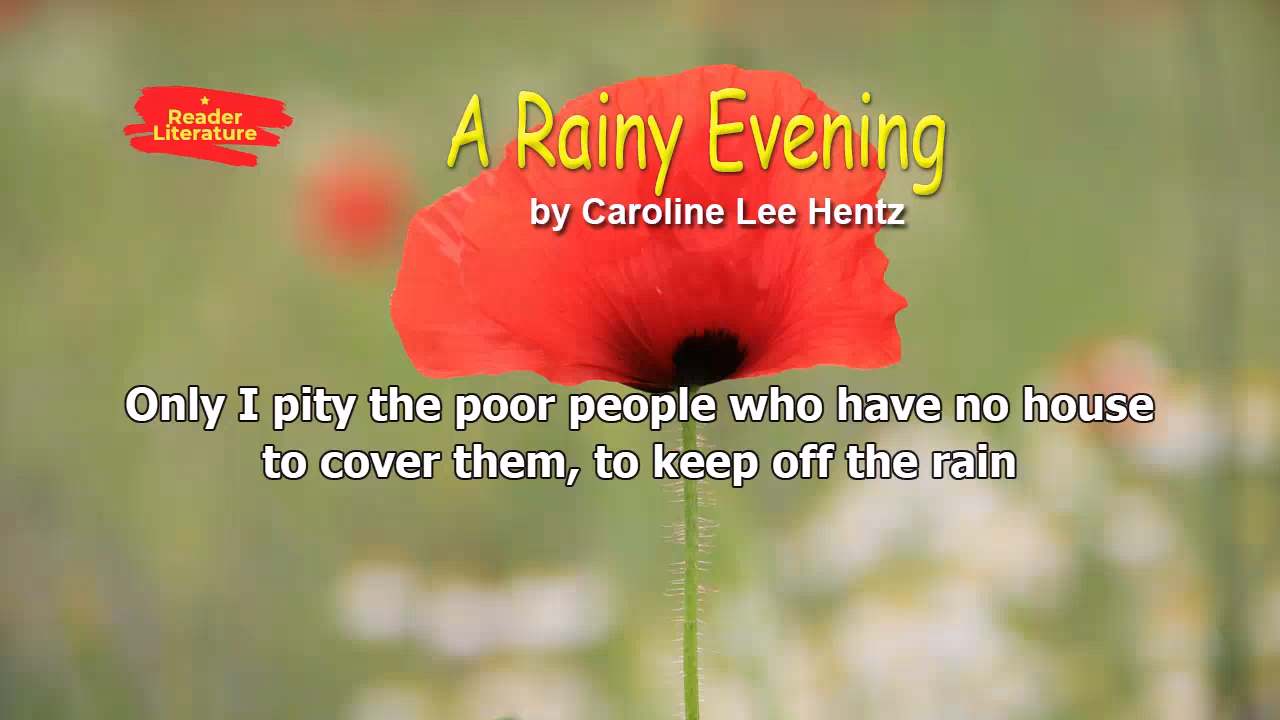 Reader
Literature
A Rainy Evening
by Caroline Lee Hentz
Only I pity the poor people who have no house
to cover them, to keep off the rain